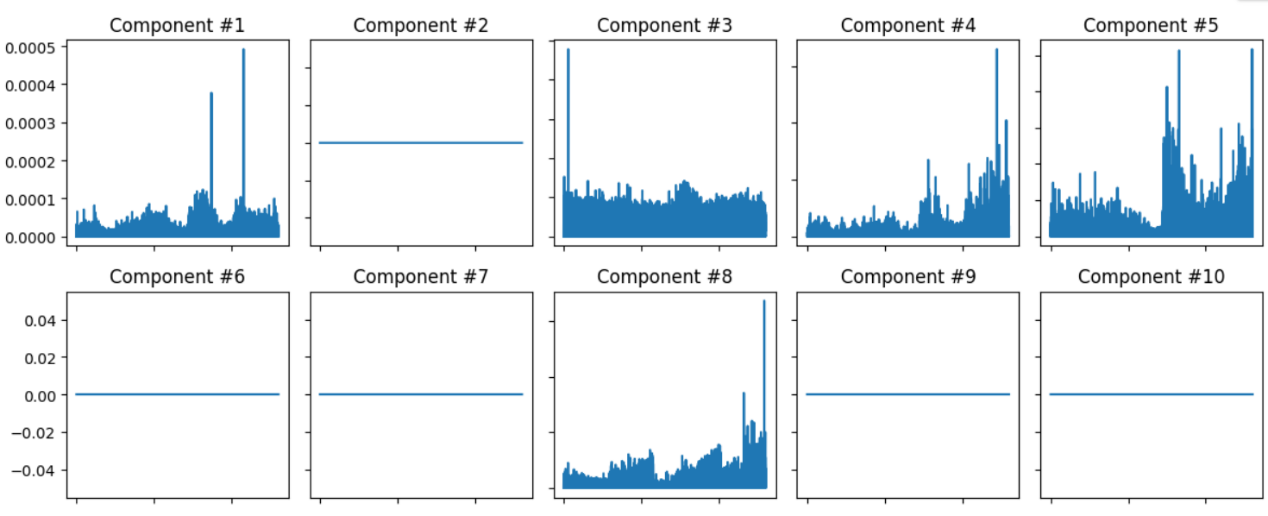 Component #1
Component #2
Component #3
Component #4
Component #5
0.0005
0.0004
0.0003
0.0002
0.0001
0.0000
Component #6
Component #7
Component #8
Component #9
Component #10
0.04
0.02
0.00
−0.02
−0.04